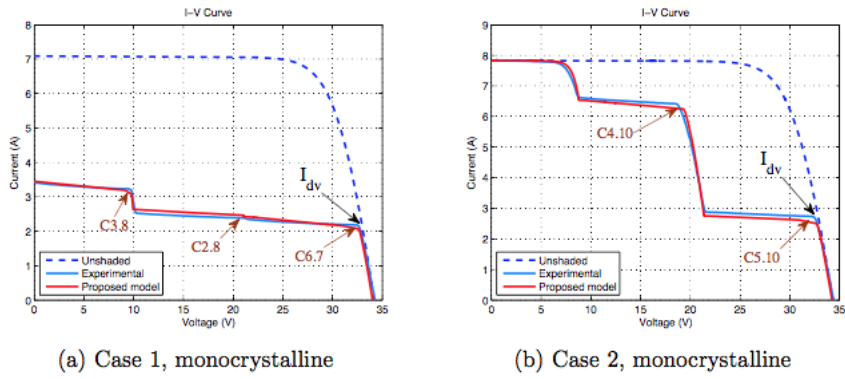 I-V Curve
8
7
6
5
4
3
2
1
0
Current (A)
I_dv
C3.8
C2.8
C6.7
Unshaded
Experimental
Proposed model
0 5 10 15 20 25 30 35
Voltage (V)
(a) Case 1, monocrystalline
I-V Curve
9
8
7
6
5
4
3
2
1
0
Current (A)
C4.10
I_dv
C5.10
Unshaded
Experimental
Proposed model
0 5 10 15 20 25 30 35
Voltage (V)
(b) Case 2, monocrystalline